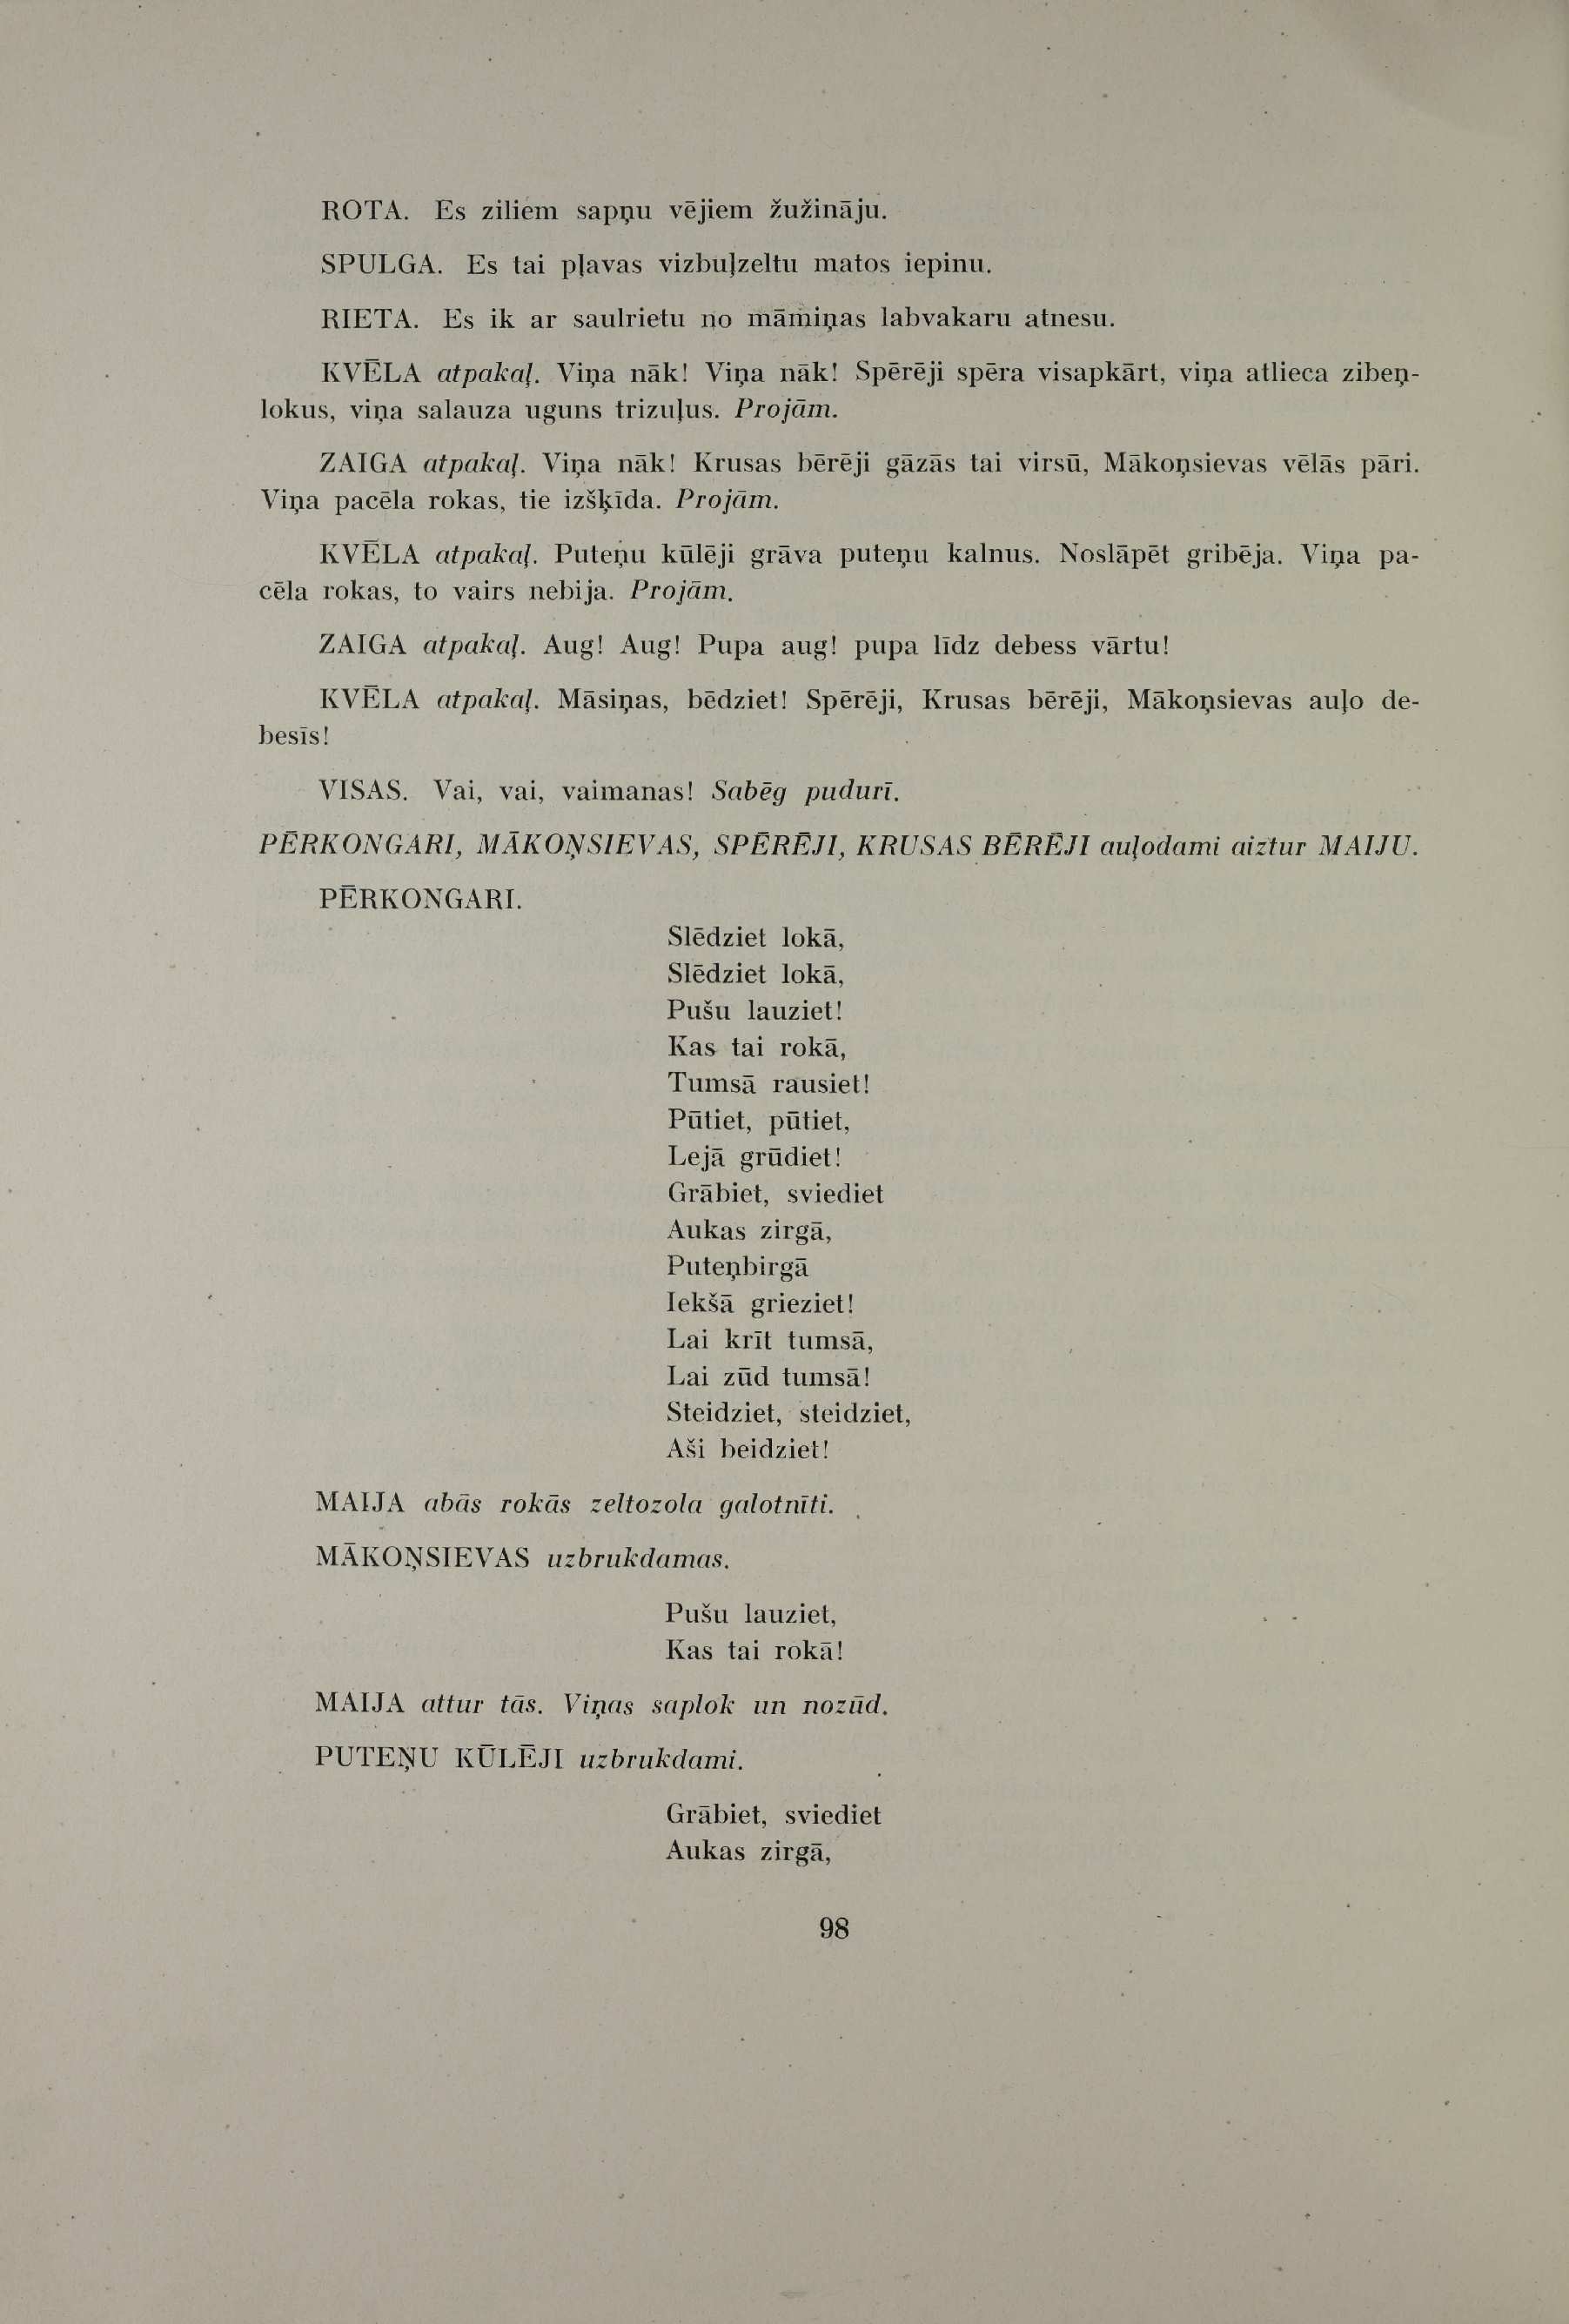 ROTA. Es ziliem sapņu vējiem žužināju.
SPULGA. Es tai pļavas vizbuļzeltu matos iepinu.
RIETA. Es ik ar saulrietu no māmiņas labvakaru atnesu.
KVĒLA atpakaļ. Viņa nāk! Viņa nāk! Spērēji spēra visapkārt, viņa atlieca zibeņ-
lokus, viņa salauza uguns trizuļus. Projām.
ZAIGA atpakaļ. Viņa nāk! Krusas bērēji gāzās tai virsū, Mākoņsievas vēlās pāri.
Viņa pacēla rokas, tie izšķīda. Projām.
KVĒLA atpakaļ. Puteņu kūlēji grāva puteņu kalnus. Noslāpēt gribēja. Viņa pa-
cēla rokas, to vairs nebija. Projām.
ZAIGA atpakaļ. Aug! Aug! Pupa aug! pupa līdz debess vārtu!
KVĒLA atpakaļ. Māsiņas, bēdziet! Spērēji, Krusas bērēji, Mākoņsievas auļo de-
besīs!
VISAS. Vai, vai, vaimanas! Sabēg pudurī.
PĒRKONGARI, MĀKOŅSIEVAS, SPĒRĒJI, KRUSAS BĒRĒJI auļodami aiztur MAIJU.
PĒRKONGARI.
Slēdziet lokā,
Slēdziet lokā,
Pušu lauziet!
Kas tai rokā,
Tumsā rausiet!
Pūtiet, pūtiet,
Lejā grūdiet!
Grābiet, sviediet
Aukas zirgā,
Puteņbirgā
Iekšā grieziet!
Lai krīt tumsā,
Lai zūd tumsā!
Steidziet, steidziet,
Aši beidziet!
MAIJA abās rokās zeltozola galotnīti.
MĀKOŅSIEVAS uzbrukdamas.
Pušu lauziet,
Kas tai rokā!
MAIJA attur tās. Viņas saplok un nozūd.
PUTEŅU KŪLĒJI uzbrukdami.
Grābiet, sviediet
Aukas zirgā,
98